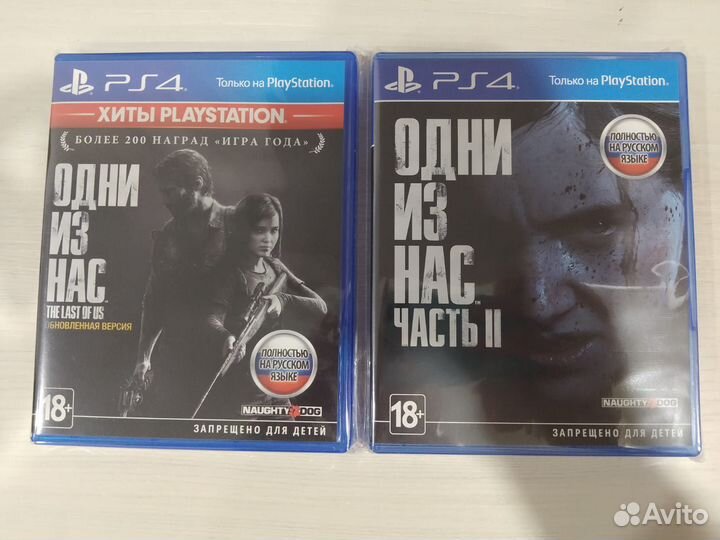 PS4
Только на PlayStation.
ХИТЫ PLAYSTATION
БОЛЕЕ 200 НАГРАД «ИГРА ГОДА»
ОДНИ
ИЗ
НАС
THE LAST OF US
ОБНОВЛЕННАЯ ВЕРСИЯ
ПОЛНОСТЬЮ
НА РУССКОМ
ЯЗЫКЕ
18+
NAUGHTY DOG
ЗАПРЕЩЕНО ДЛЯ ДЕТЕЙ
PS4
Только на PlayStation.
ОДНИ
ИЗ
НАС™
ЧАСТЬ II
ПОЛНОСТЬЮ
НА РУССКОМ
ЯЗЫКЕ
18+
NAUGHTY DOG
ЗАПРЕЩЕНО ДЛЯ ДЕТЕЙ
Avito